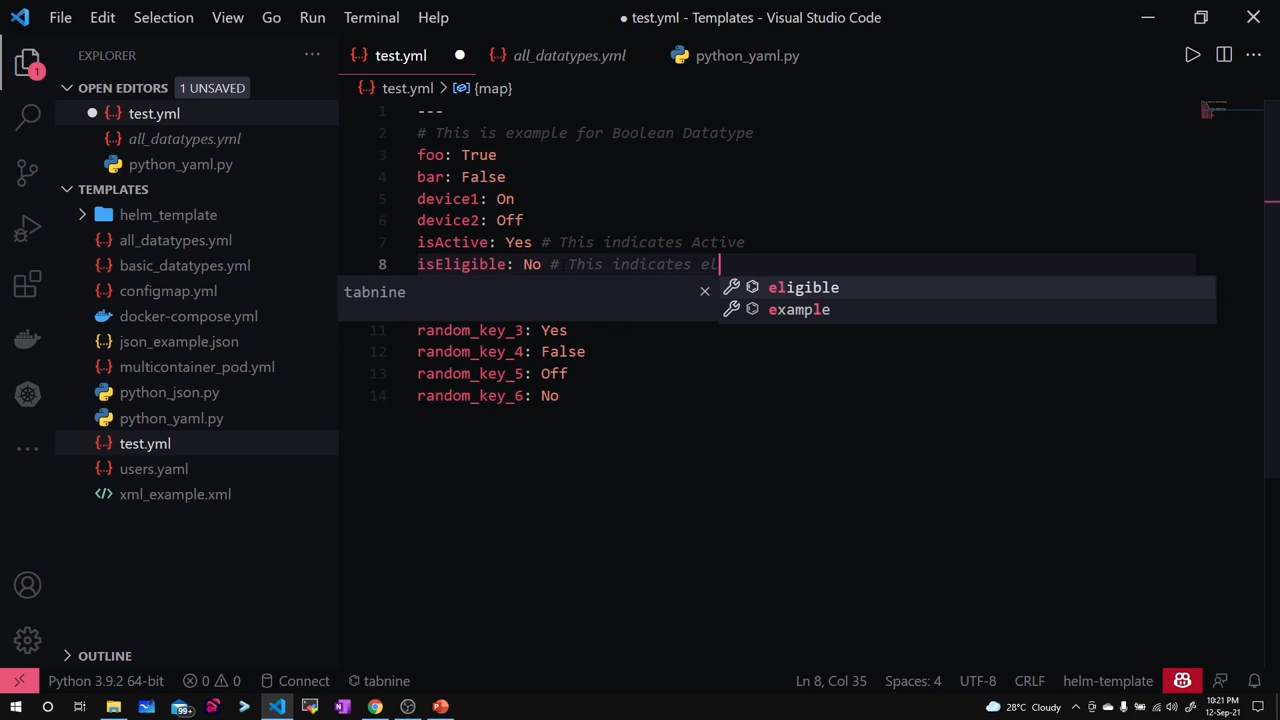 File Edit Selection View Go Run Terminal Help
● test.yml - Templates - Visual Studio Code
EXPLORER
1
OPEN EDITORS 1 UNSAVED
test.yml
all_datatypes.yml
python_yaml.py
TEMPLATES
helm_template
all_datatypes.yml
basic_datatypes.yml
configmap.yml
docker-compose.yml
json_example.json
multicontainer_pod.yml
python_json.py
python_yaml.py
test.yml
users.yaml
xml_example.xml
OUTLINE
test.yml all_datatypes.yml python_yaml.py
test.yml > {map}
1 ---
2 # This is example for Boolean Datatype
3 foo: True
4 bar: False
5 device1: On
6 device2: Off
7 isActive: Yes # This indicates Active
8 isEligible: No # This indicates el
tabnine
eligible
example
11 random_key_3: Yes
12 random_key_4: False
13 random_key_5: Off
14 random_key_6: No
Python 3.9.2 64-bit 0 0 Connect tabnine Ln 8, Col 35 Spaces: 4 UTF-8 CRLF helm-template
99+ 28°C Cloudy 10:21 PM
12-Sep-21